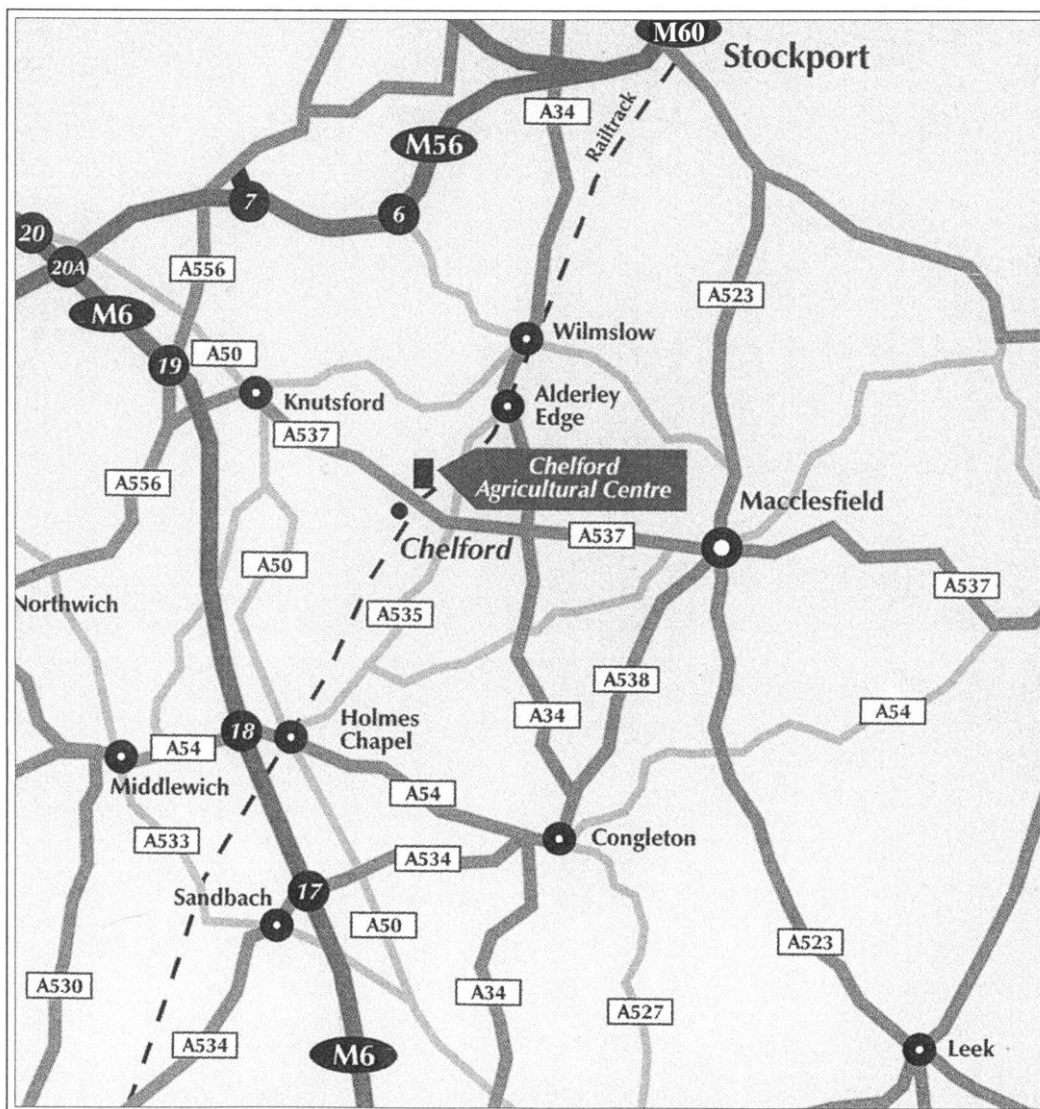 M60
Stockport
A34
Railtrack
M56
7
6
20
20A
A556
A523
M6
Wilmslow
19
A50
Knutsford
Alderley
Edge
A537
Chelford
Agricultural Centre
A556
Macclesfield
Chelford
A537
A50
A537
Northwich
A535
A538
A54
18
Holmes
Chapel
A34
A54
Middlewich
A54
Congleton
A533
A534
17
Sandbach
A50
A523
A530
A34
A527
A534
M6
Leek